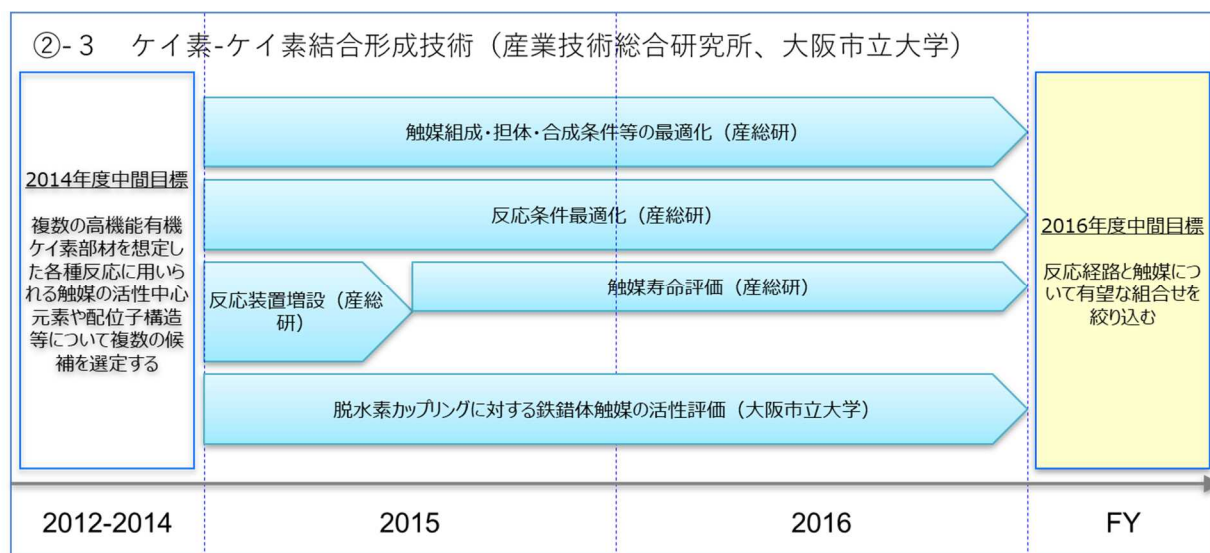 ②-３　ケイ素-ケイ素結合形成技術（産業技術総合研究所、大阪市立大学）
2014年度中間目標
複数の高機能有機
ケイ素部材を想定し
た各種反応に用いら
れる触媒の活性中心
元素や配位子構造
等について複数の候
補を選定する
触媒組成・担体・合成条件等の最適化（産総研）
反応条件最適化（産総研）
反応装置増設（産総
研）
触媒寿命評価（産総研）
脱水素カップリングに対する鉄錯体触媒の活性評価（大阪市立大学）
2016年度中間目標
反応経路と触媒につ
いて有望な組合せを
絞り込む
2012-2014
2015
2016
FY